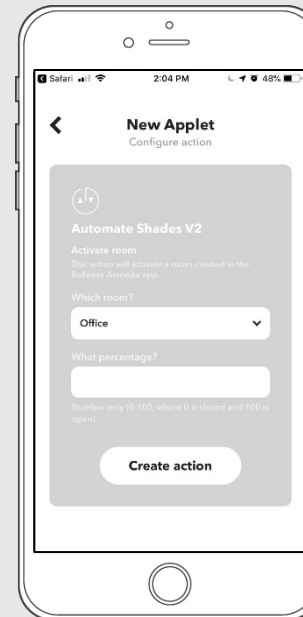 Safari
2:04 PM
48%
New Applet
Configure action
Automate Shades V2
Activate room
This action will activate a room created in the
Rollease Acmeda app.
Which room?
Office
What percentage?
Number only (0-100, where 0 is closed and 100 is
open).
Create action